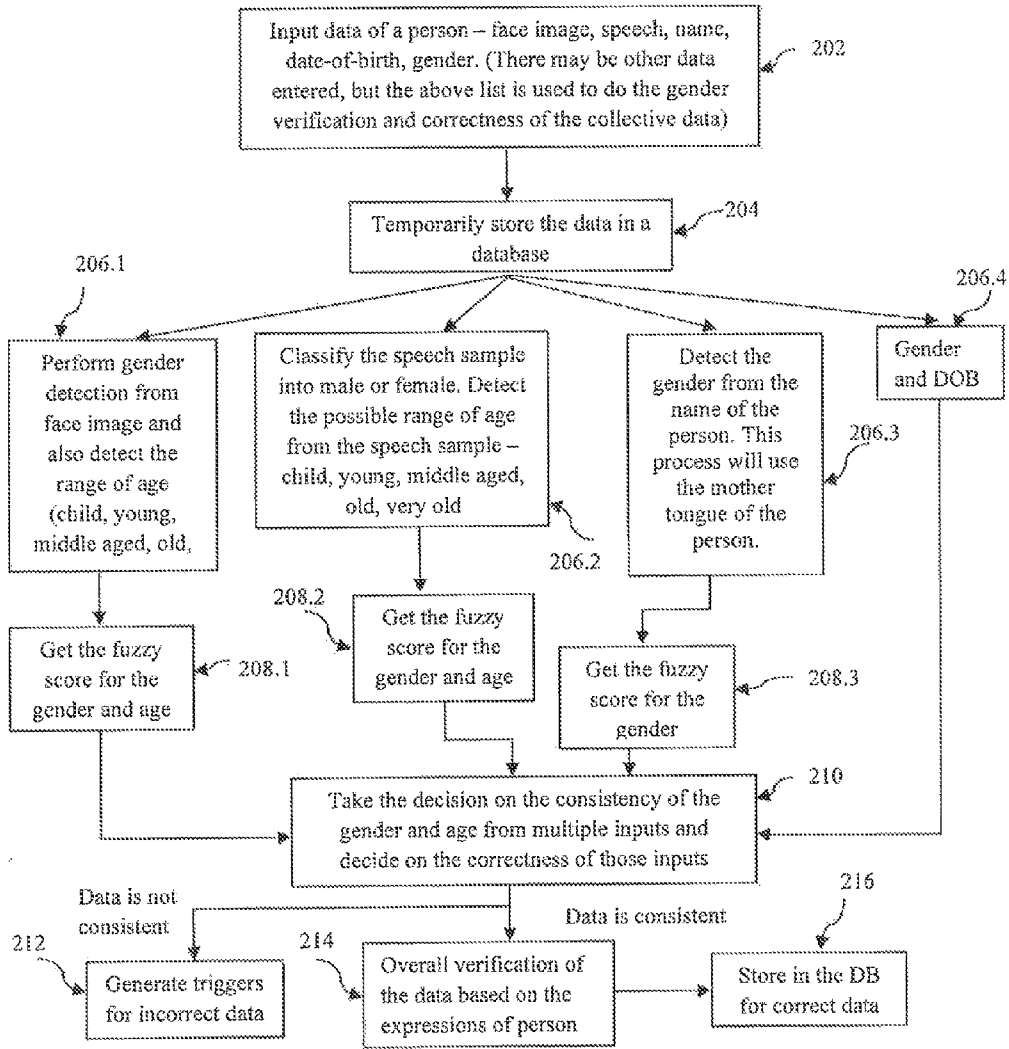 Input data of a person – face image, speech, name,
date-of-birth, gender. (There may be other data
entered, but the above list is used to do the gender
verification and correctness of the collective data)
202
Temporarily store the data in a
database
204
206.1
206.4
Perform gender
detection from
face image and
also detect the
range of age
(child, young,
middle aged, old,
Classify the speech sample
into male or female. Detect
the possible range of age
from the speech sample –
child, young, middle aged,
old, very old
206.2
Detect the
gender from the
name of the
person. This
process will use
the mother
tongue of the
person.
206.3
Gender
and DOB
Get the fuzzy
score for the
gender and age
208.1
208.2
Get the fuzzy
score for the
gender and age
Get the fuzzy
score for the
gender
208.3
Take the decision on the consistency of the
gender and age from multiple inputs and
decide on the correctness of those inputs
210
Data is not
consistent
Data is consistent
212
Generate triggers
for incorrect data
214
Overall verification of
the data based on the
expressions of person
216
Store in the DB
for correct data